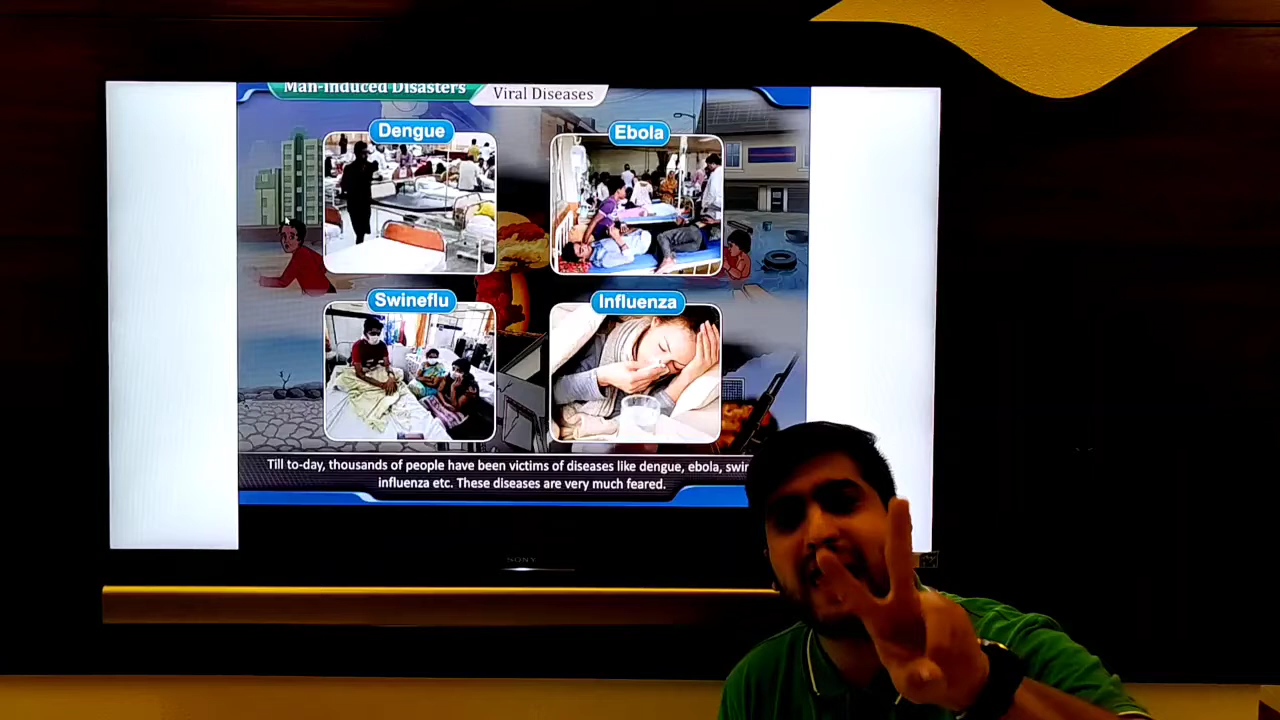 Man-induced Disasters
Viral Diseases
Dengue
Ebola
Swineflu
Influenza
Till to-day, thousands of people have been victims of diseases like dengue, ebola,
influenza etc. These diseases are very much feared.
SONY